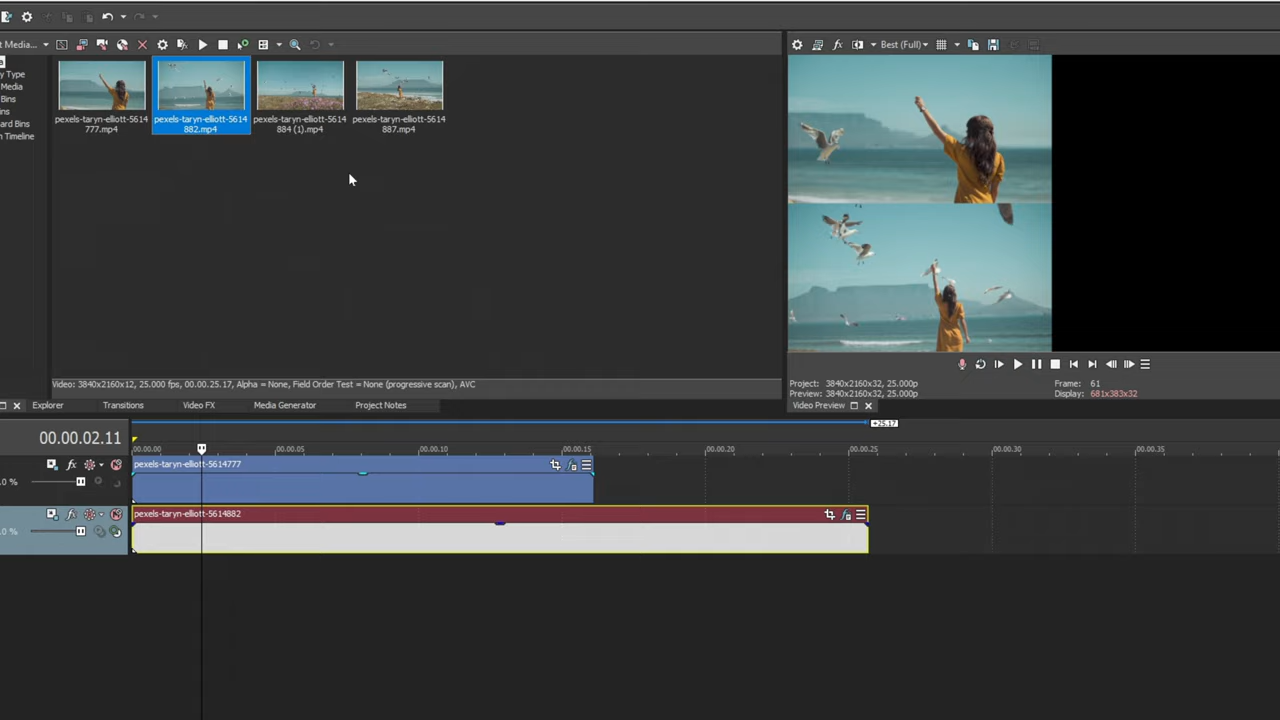 t Media...
Best (Full)
a
y Type
Media
Bins
ins
ard Bins
n Timeline
pexels-taryn-elliott-5614
777.mp4
pexels-taryn-elliott-5614
882.mp4
pexels-taryn-elliott-5614
884 (1).mp4
pexels-taryn-elliott-5614
887.mp4
Video: 3840x2160x12, 25.000 fps, 00.00.25.17, Alpha = None, Field Order Test = None (progressive scan), AVC
Project: 3840x2160x32, 25.000p
Frame: 61
Preview: 3840x2160x32, 25.000p
Display: 681x383x32
Explorer
Transitions
Video FX
Media Generator
Project Notes
Video Preview
+25.17
00.00.02.11
00.00.00
00.00.05
00.00.10
00.00.15
00.00.20
00.00.25
00.00.30
00.00.35
pexels-taryn-elliott-5614777
.0 %
pexels-taryn-elliott-5614882
.0 %